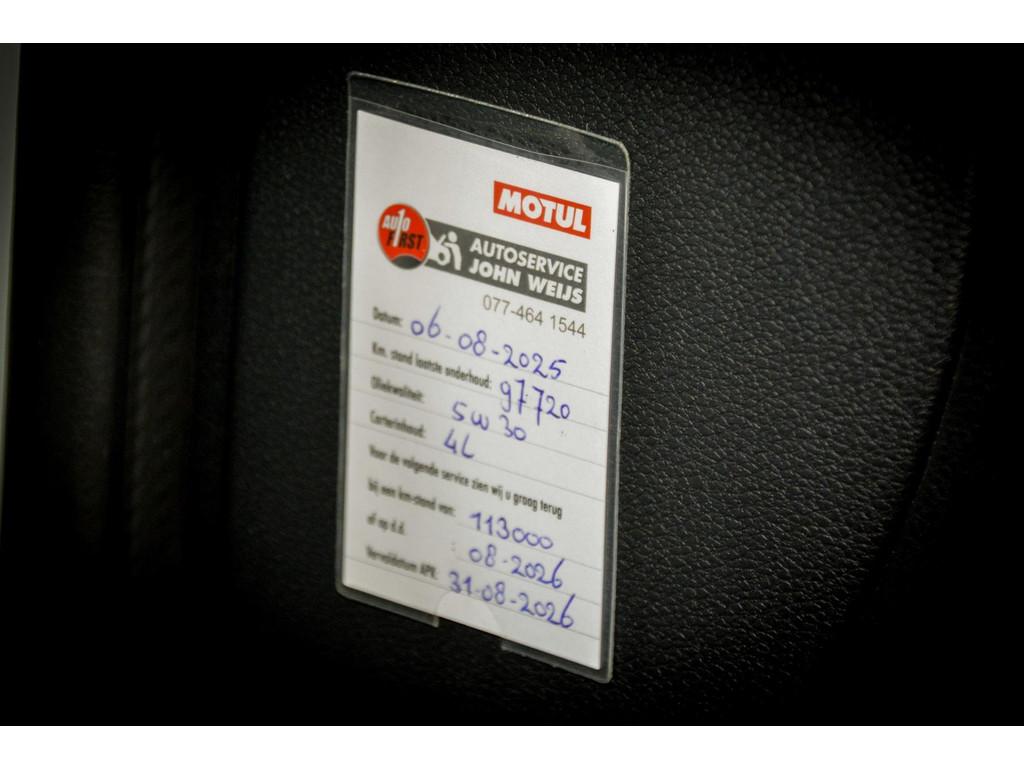 MOTUL
AUTO FIRST
AUTOSERVICE
JOHN WEIJS
077-464 1544
Datum: 06-08-2025
Km. stand laatste onderhoud: 97.720
Oliekwaliteit: 5w30
Carterinhoud: 4L
Voor de volgende service zien wij u graag terug
bij een km-stand van: 113000
of op d.d. 08-2026
Vervaldatum APK: 31-08-2026